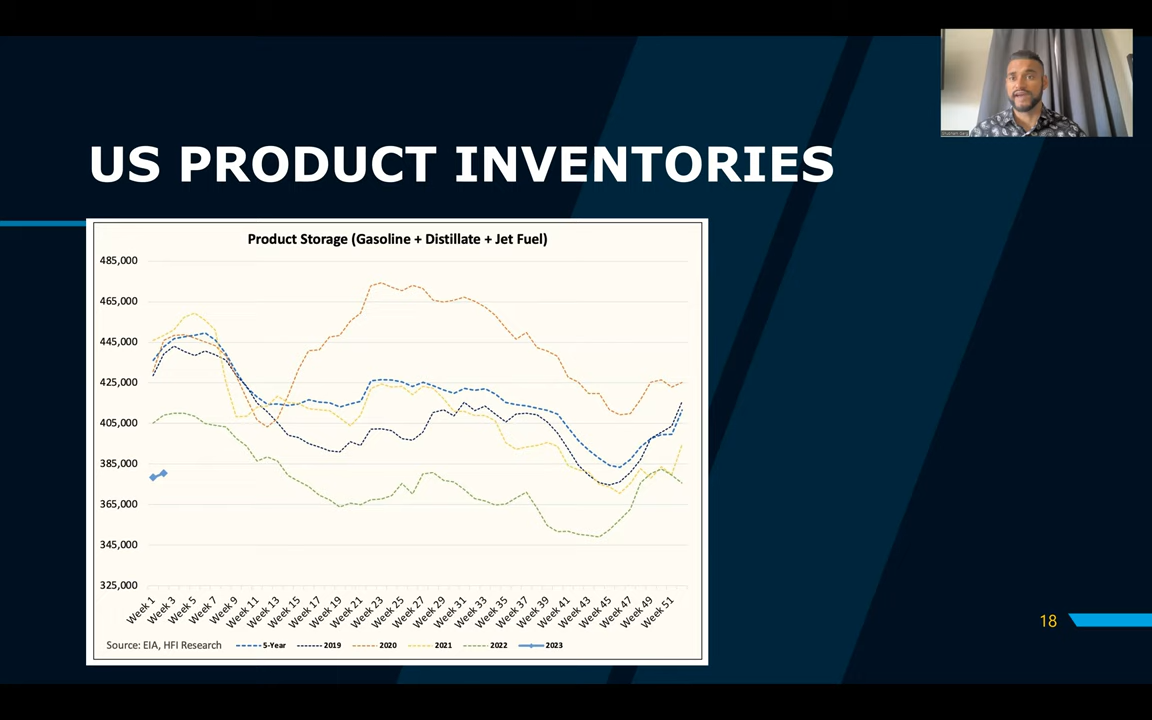 US PRODUCT INVENTORIES
Product Storage (Gasoline + Distillate + Jet Fuel)
485,000
465,000
445,000
425,000
405,000
385,000
365,000
345,000
325,000
Week 1
Week 3
Week 5
Week 7
Week 9
Week 11
Week 13
Week 15
Week 17
Week 19
Week 21
Week 23
Week 25
Week 27
Week 29
Week 31
Week 33
Week 35
Week 37
Week 39
Week 41
Week 43
Week 45
Week 47
Week 49
Week 51
Source: EIA, HFI Research
5-Year
2019
2020
2021
2022
2023
18